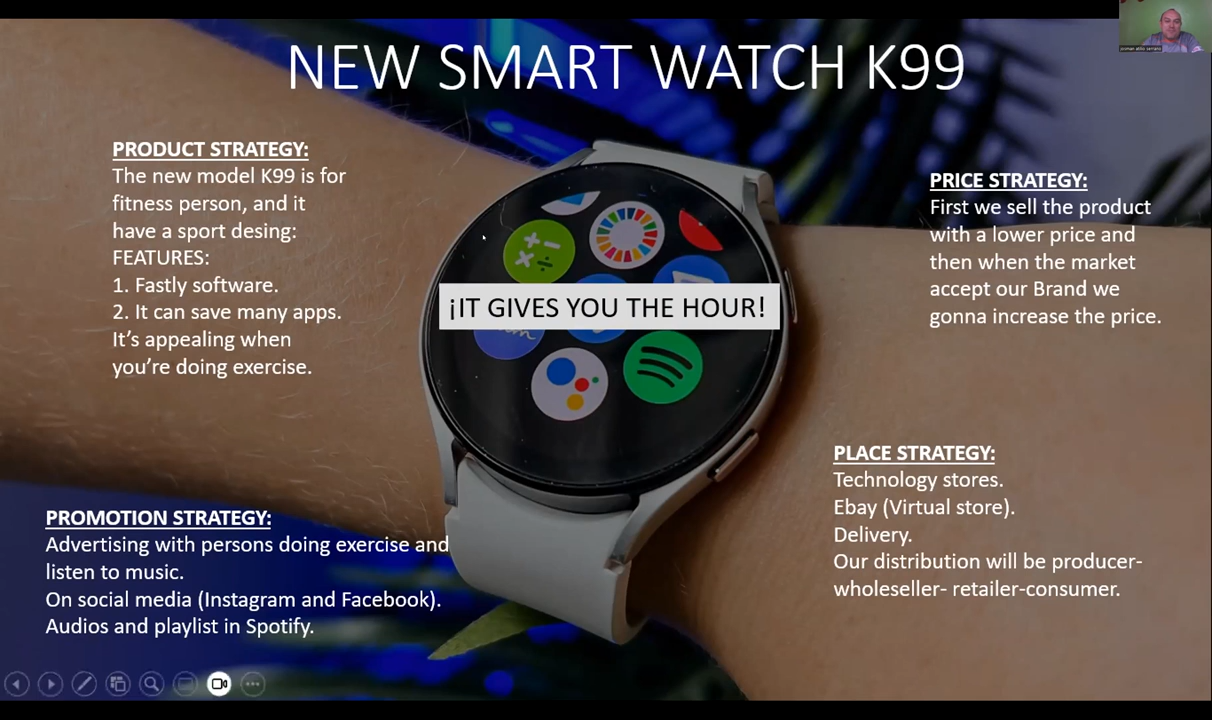 NEW SMART WATCH K99
PRODUCT STRATEGY:
The new model K99 is for
fitness person, and it
have a sport desing:
FEATURES:
1. Fastly software.
2. It can save many apps.
It's appealing when
you're doing exercise.
¡IT GIVES YOU THE HOUR!
PRICE STRATEGY:
First we sell the product
with a lower price and
then when the market
accept our Brand we
gonna increase the price.
PLACE STRATEGY:
Technology stores.
Ebay (Virtual store).
Delivery.
Our distribution will be producer-
wholeseller- retailer-consumer.
PROMOTION STRATEGY:
Advertising with persons doing exercise and
listen to music.
On social media (Instagram and Facebook).
Audios and playlist in Spotify.